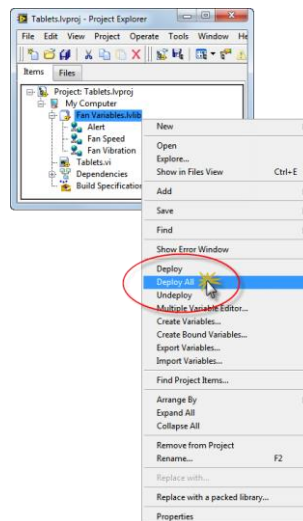 Tablets.lvproj - Project Explorer
File Edit View Project Operate Tools Window He
Items Files
Project: Tablets.lvproj
My Computer
Fan Variables.lvlib
Alert
Fan Speed
Fan Vibration
Tablets.vi
Dependencies
Build Specification
New
Open
Explore...
Show in Files View Ctrl+E
Add
Save
Find
Show Error Window
Deploy
Deploy All
Undeploy
Multiple Variable Editor...
Create Variables...
Create Bound Variables...
Export Variables...
Import Variables...
Find Project Items...
Arrange By
Expand All
Collapse All
Remove from Project
Rename... F2
Replace with...
Replace with a packed library...
Properties